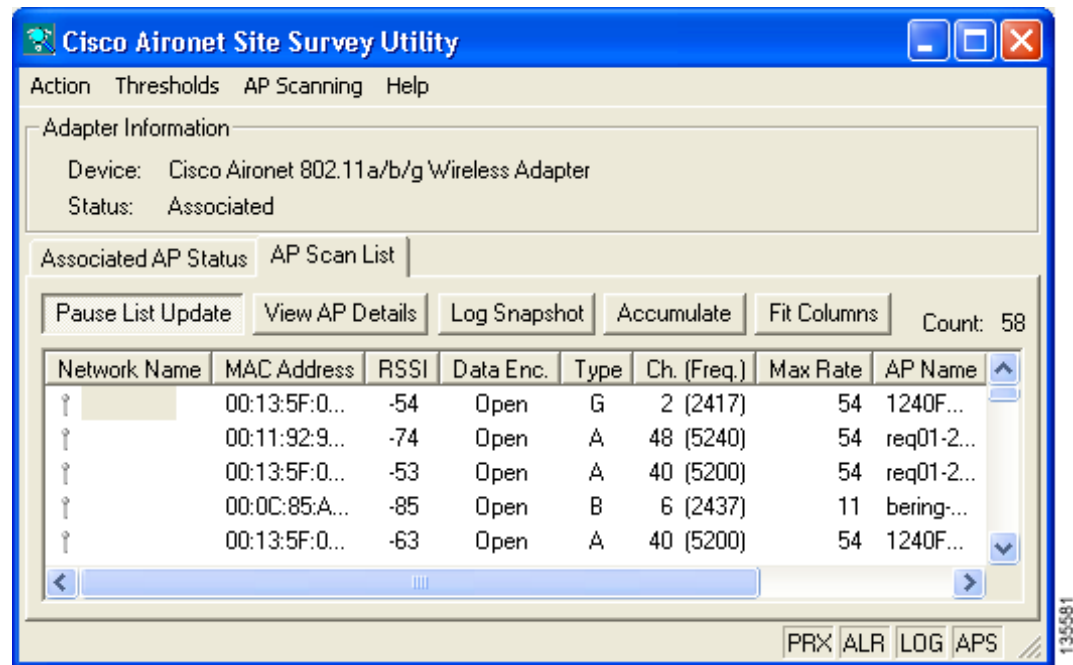 Cisco Aironet Site Survey Utility
Action Thresholds AP Scanning Help
Adapter Information
Device: Cisco Aironet 802.11a/b/g Wireless Adapter
Status: Associated
Associated AP Status AP Scan List
Pause List Update View AP Details Log Snapshot Accumulate Fit Columns Count: 58
Network Name MAC Address RSSI Data Enc. Type Ch. (Freq.) Max Rate AP Name
00:13:5F:0... -54 Open G 2 (2417) 54 1240F...
00:11:92:9... -74 Open A 48 (5240) 54 req01-2...
00:13:5F:0... -53 Open A 40 (5200) 54 req01-2...
00:0C:85:A... -85 Open B 6 (2437) 11 bering-...
00:13:5F:0... -63 Open A 40 (5200) 54 1240F...
PRX ALR LOG APS
135581